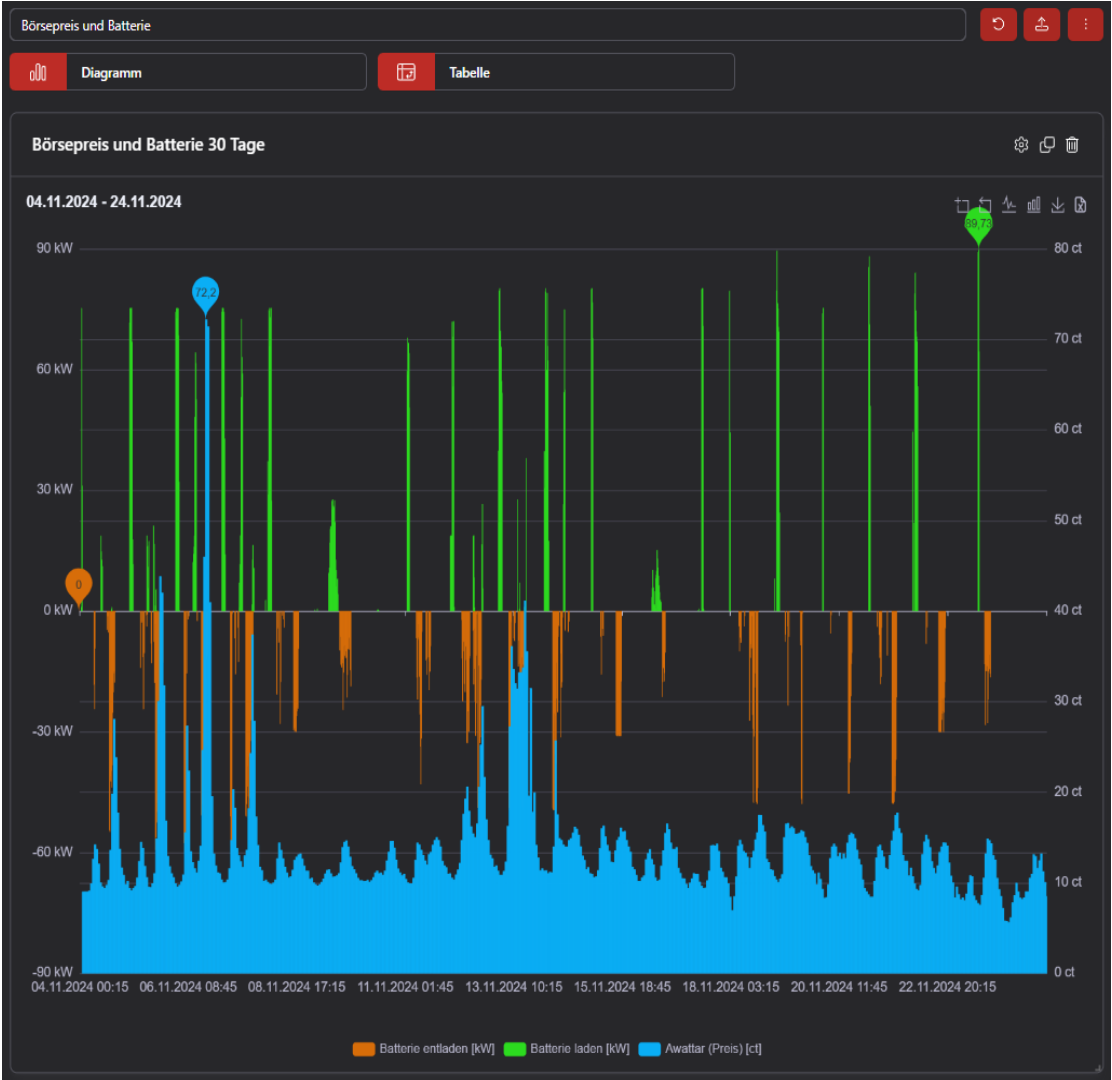 Börsepreis und Batterie
Diagramm
Tabelle
Börsepreis und Batterie 30 Tage
04.11.2024 - 24.11.2024
89,73
90 kW
80 ct
72,2
70 ct
60 kW
60 ct
30 kW
50 ct
0
0 kW
40 ct
30 ct
-30 kW
20 ct
-60 kW
10 ct
-90 kW
0 ct
04.11.2024 00:15 06.11.2024 08:45 08.11.2024 17:15 11.11.2024 01:45 13.11.2024 10:15 15.11.2024 18:45 18.11.2024 03:15 20.11.2024 11:45 22.11.2024 20:15
Batterie entladen [kW] Batterie laden [kW] Awattar (Preis) [ct]